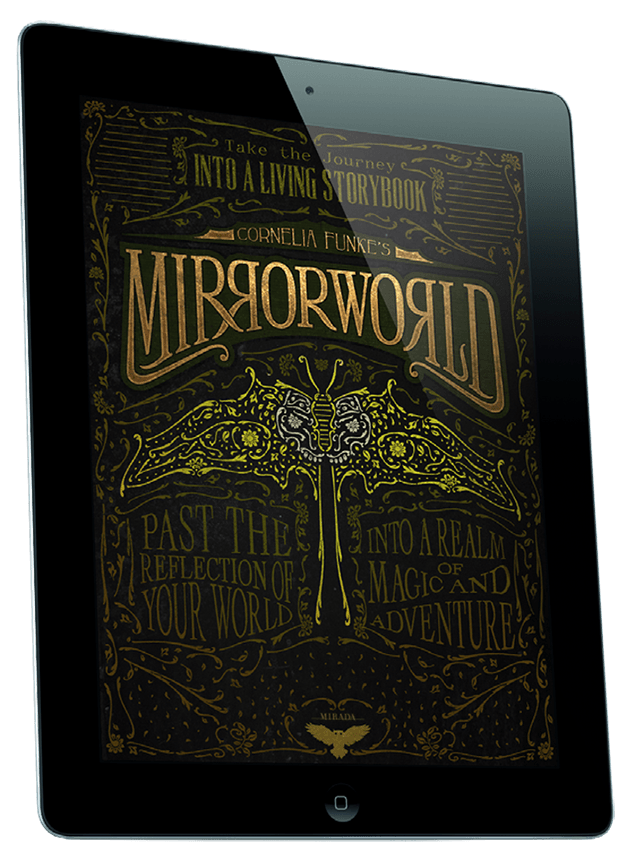 Take the Journey
INTO A LIVING STORYBOOK
CORNELIA FUNKE'S
MIRRORWORLD
PAST THE
REFLECTION OF
YOUR WORLD
INTO A REALM
OF
MAGIC AND
ADVENTURE
MIRADA